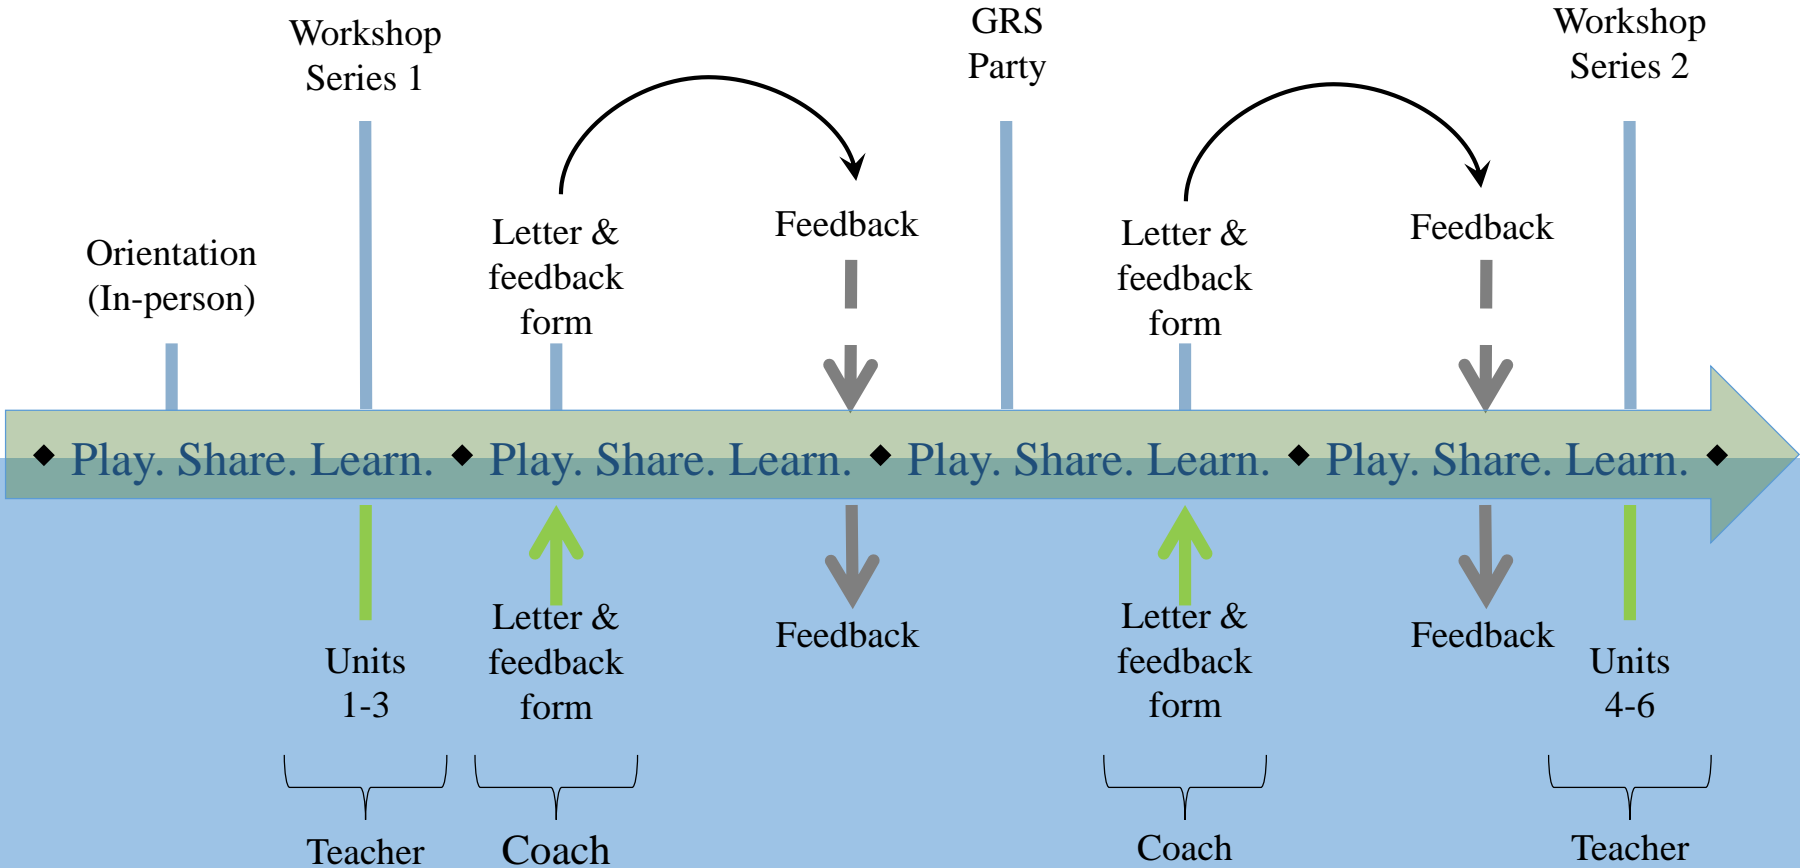 Workshop
Series 1
GRS
Party
Workshop
Series 2
Orientation
(In-person)
Letter &
feedback
form
Feedback
Letter &
feedback
form
Feedback
◆ Play. Share. Learn. ◆ Play. Share. Learn. ◆ Play. Share. Learn. ◆ Play. Share. Learn. ◆
Units
1-3
Letter &
feedback
form
Feedback
Letter &
feedback
form
Feedback
Units
4-6
Teacher
Coach
Coach
Teacher